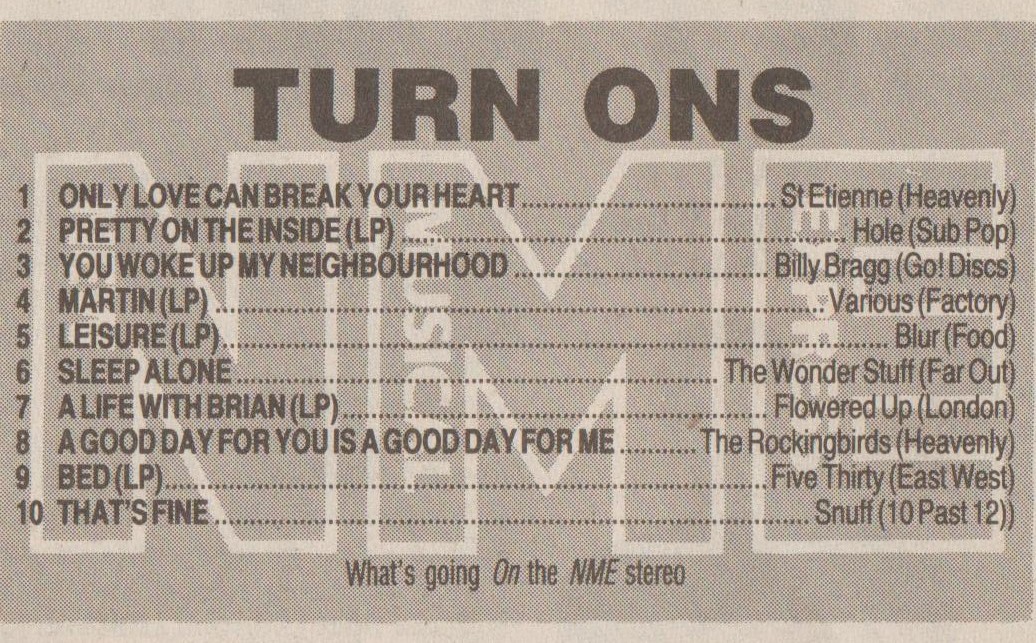 TURN ONS
1 ONLY LOVE CAN BREAK YOUR HEART ... St Etienne (Heavenly)
2 PRETTY ON THE INSIDE (LP) ... Hole (Sub Pop)
3 YOU WOKE UP MY NEIGHBOURHOOD ... Billy Bragg (Go! Discs)
4 MARTIN (LP) ... Various (Factory)
5 LEISURE (LP) ... Blur (Food)
6 SLEEP ALONE ... The Wonder Stuff (Far Out)
7 A LIFE WITH BRIAN (LP) ... Flowered Up (London)
8 A GOOD DAY FOR YOU IS A GOOD DAY FOR ME ... The Rockingbirds (Heavenly)
9 BED (LP) ... Five Thirty (East West)
10 THAT'S FINE ... Snuff (10 Past 12))
What's going On the NME stereo
NME
MUSICAL